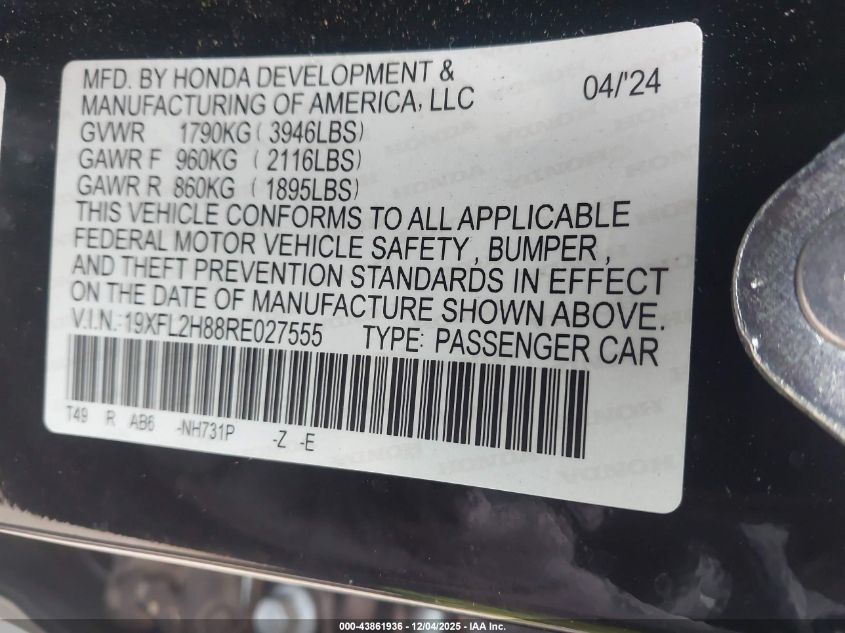 MFD. BY HONDA DEVELOPMENT &
MANUFACTURING OF AMERICA, LLC 04/'24
GVWR 1790KG ( 3946LBS)
GAWR F 960KG ( 2116LBS)
GAWR R 860KG ( 1895LBS)
THIS VEHICLE CONFORMS TO ALL APPLICABLE
FEDERAL MOTOR VEHICLE SAFETY , BUMPER ,
AND THEFT PREVENTION STANDARDS IN EFFECT
ON THE DATE OF MANUFACTURE SHOWN ABOVE.
V.I.N.:19XFL2H88RE027555 TYPE: PASSENGER CAR
T49 R AB6 -NH731P -Z -E
000-43861936 - 12/04/2025 - IAA Inc.